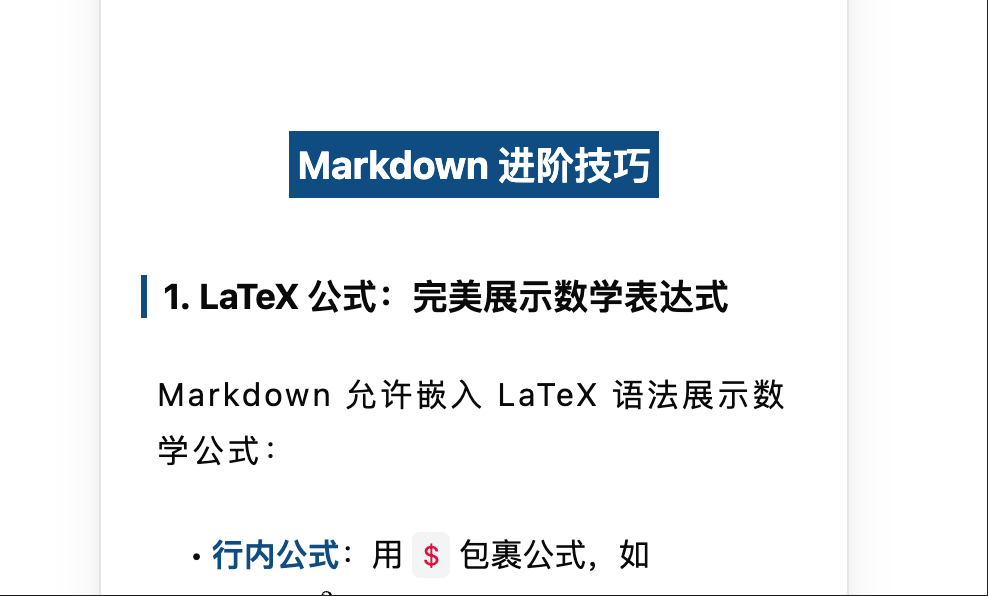 Markdown 进阶技巧
1. LaTeX 公式：完美展示数学表达式
Markdown 允许嵌入 LaTeX 语法展示数
学公式：
• 行内公式：用 $ 包裹公式，如